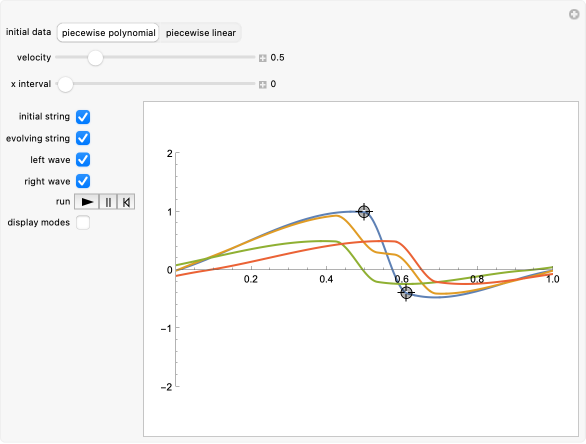 initial data piecewise polynomial piecewise linear
velocity 0.5
x interval 0
initial string
evolving string
left wave
right wave
run
display modes
2
1
0
0.2 0.4 0.6 0.8 1.0
-1
-2